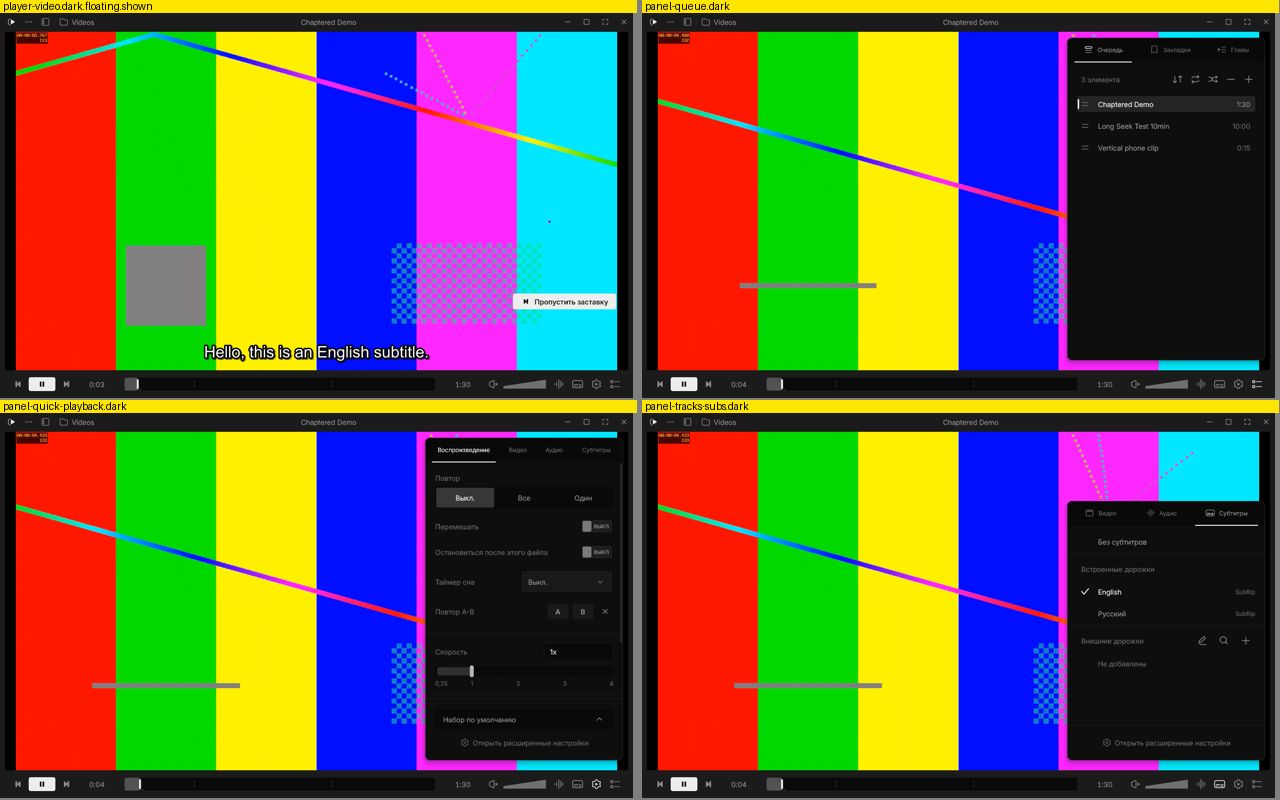 player-video.dark.floating.shown
Videos
Chaptered Demo
00:00:03.767
113
Пропустить заставку
Hello, this is an English subtitle.
0:03
1:30
panel-queue.dark
Videos
Chaptered Demo
Очередь
Закладки
Главы
3 элемента
Chaptered Demo
1:30
Long Seek Test 10min
10:00
Vertical phone clip
0:15
0:04
1:30
panel-quick-playback.dark
Videos
Chaptered Demo
Воспроизведение
Видео
Аудио
Субтитры
Повтор
Выкл.
Все
Один
Перемешать
ВЫКЛ
Остановиться после этого файла
ВЫКЛ
Таймер сна
Выкл.
Повтор A-B
A
B
Скорость
1x
0,25
1
2
3
4
Набор по умолчанию
Открыть расширенные настройки
0:04
1:30
panel-tracks-subs.dark
Videos
Chaptered Demo
Видео
Аудио
Субтитры
Без субтитров
Встроенные дорожки
English
SubRip
Русский
SubRip
Внешние дорожки
Не добавлены
Открыть расширенные настройки
0:04
1:30